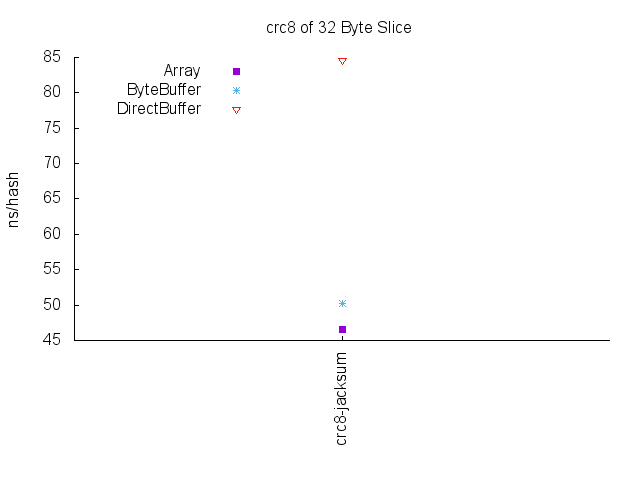 crc8 of 32 Byte Slice
85
80
75
70
65
60
55
50
45
ns/hash
Array
ByteBuffer
DirectBuffer
crc8-jacksum